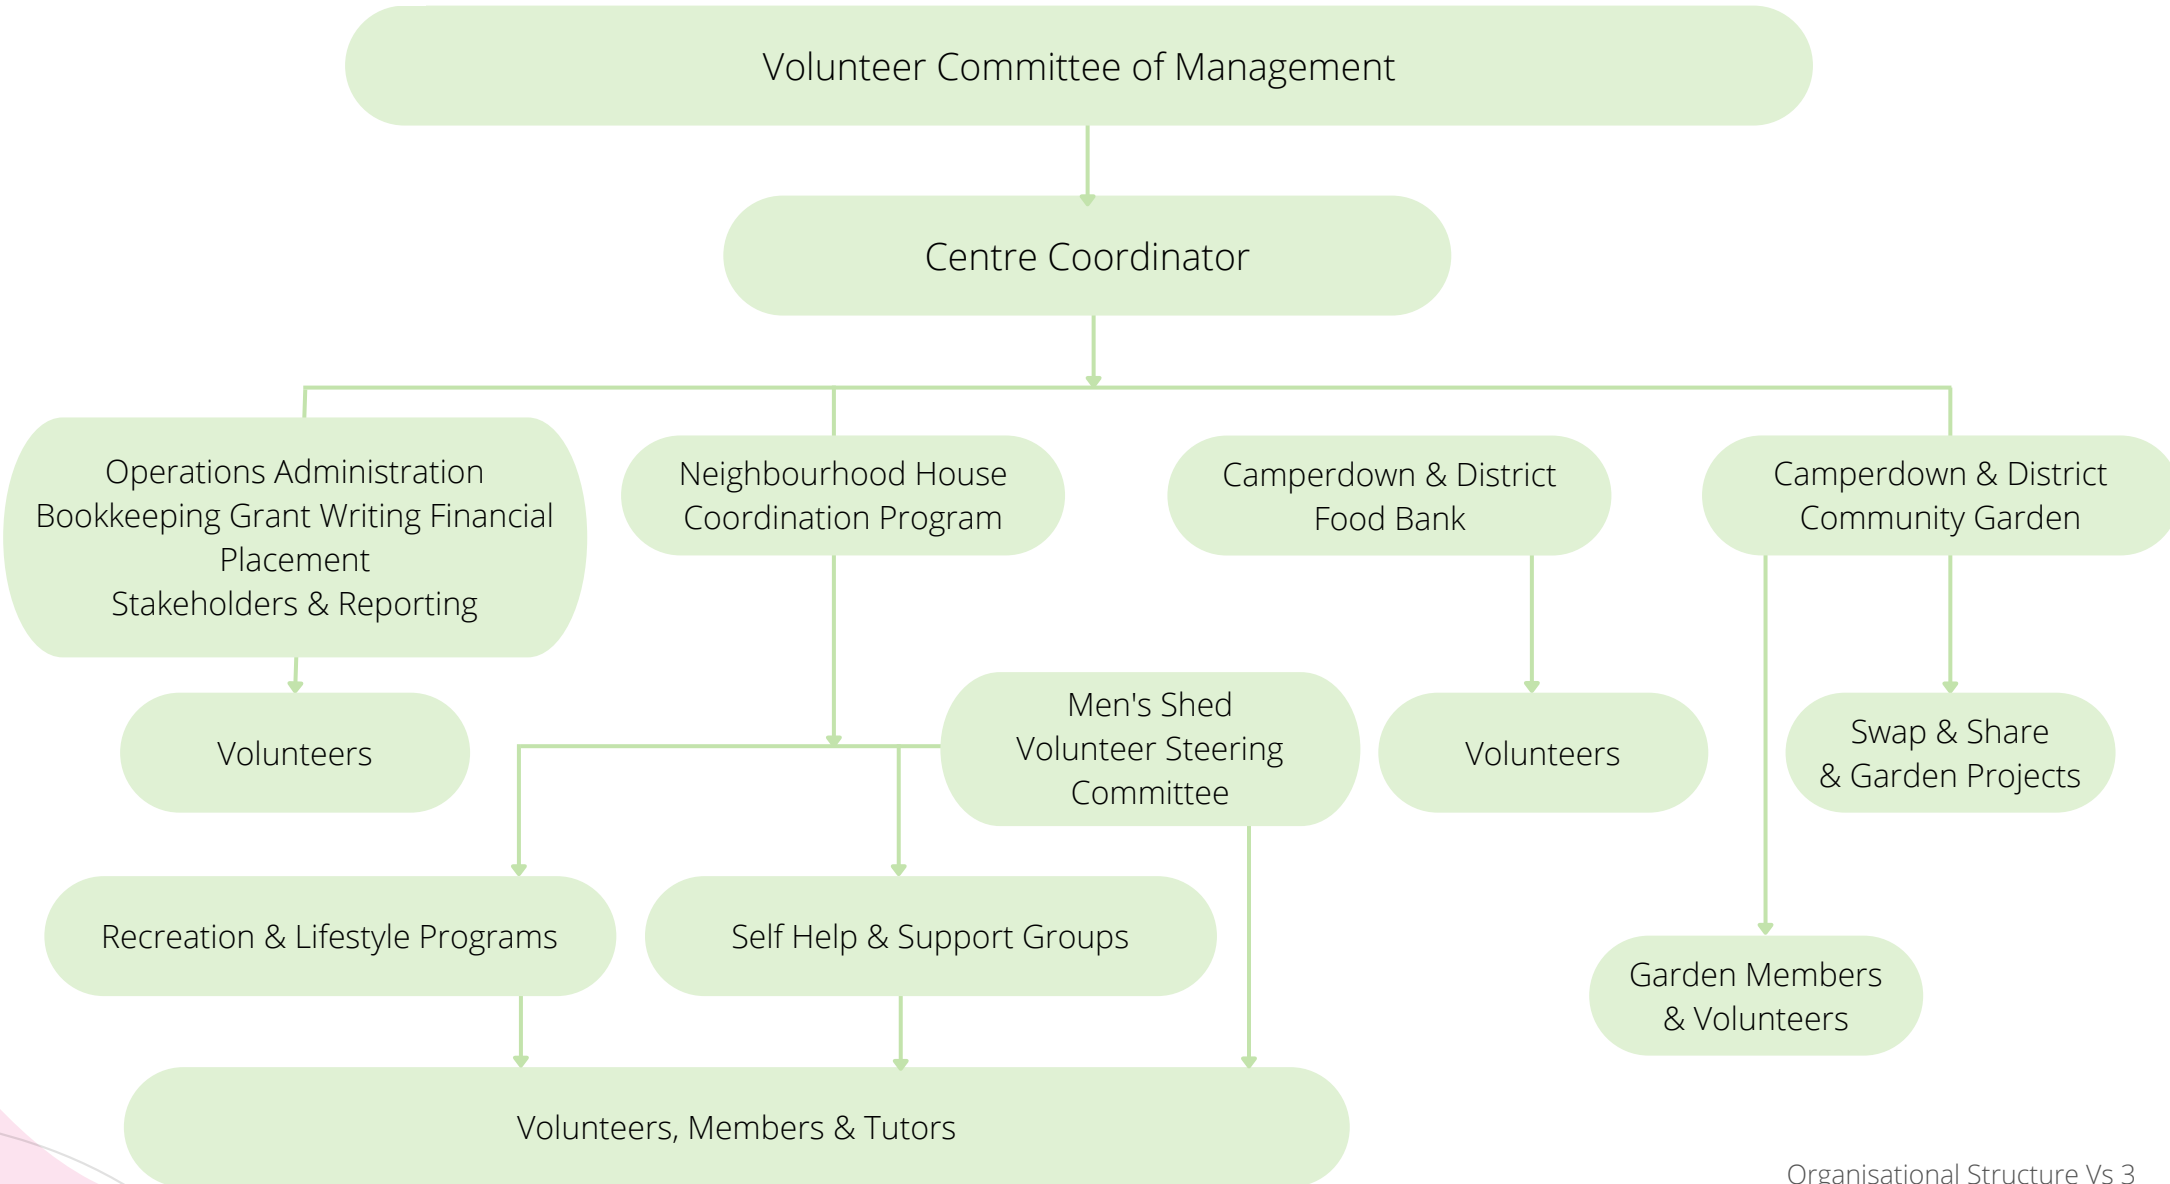 Volunteer Committee of Management
Centre Coordinator
Operations Administration
Bookkeeping Grant Writing Financial
Placement
Stakeholders & Reporting
Neighbourhood House
Coordination Program
Camperdown & District
Food Bank
Camperdown & District
Community Garden
Volunteers
Men's Shed
Volunteer Steering
Committee
Volunteers
Swap & Share
& Garden Projects
Recreation & Lifestyle Programs
Self Help & Support Groups
Garden Members
& Volunteers
Volunteers, Members & Tutors
Organisational Structure Vs 3